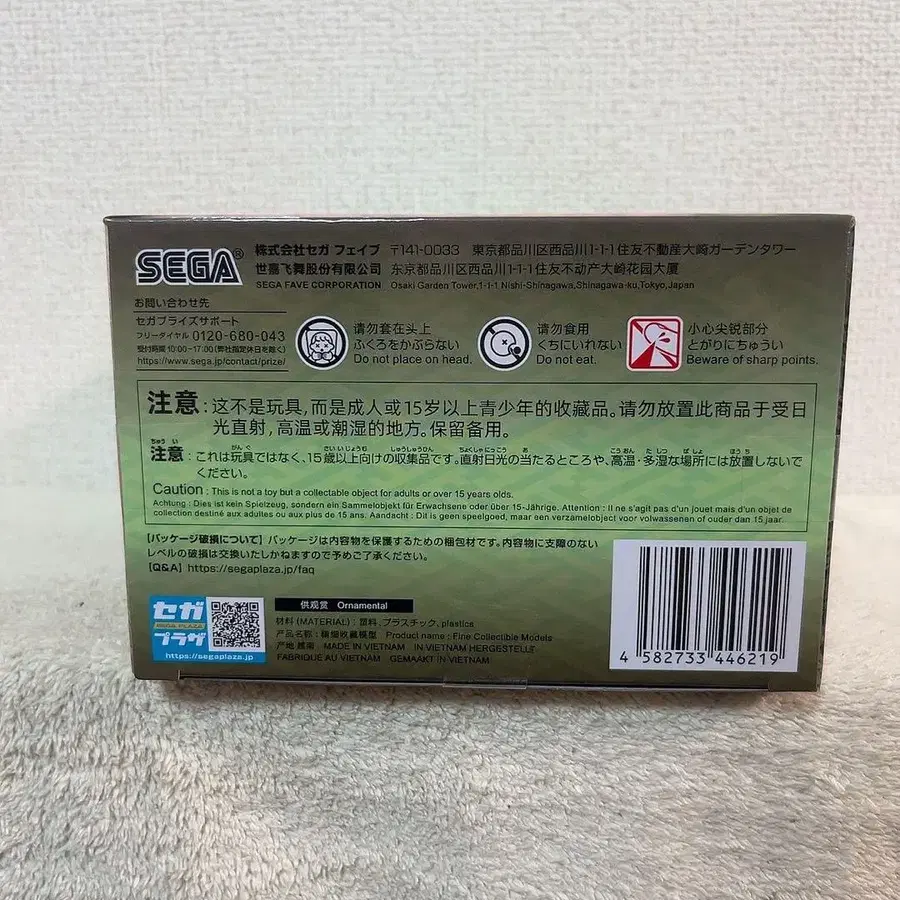 SEGA®
株式会社セガ フェイブ 〒141-0033 東京都品川区西品川1-1-1住友不動産大崎ガーデンタワー
世嘉飞舞股份有限公司 东京都品川区西品川1-1-1住友不动产大崎花园大厦
SEGA FAVE CORPORATION Osaki Garden Tower,1-1-1 Nishi-Shinagawa,Shinagawa-ku,Tokyo,Japan
お問い合わせ先
セガプライズサポート
フリーダイヤル 0120-680-043
受付時間 10:00~17:00(弊社指定休日を除く)
https://www.sega.jp/contact/prize/
请勿套在头上
ふくろをかぶらない
Do not place on head.
请勿食用
くちにいれない
Do not eat.
小心尖锐部分
とがりにちゅうい
Beware of sharp points.
注意:这不是玩具,而是成人或15岁以上青少年的收藏品。请勿放置此商品于受日
光直射,高温或潮湿的地方。保留备用。
注意:これは玩具ではなく、15歳以上向けの収集品です。直射日光の当たるところや、高温・多湿な場所には放置しないで
ください。
Caution : This is not a toy but a collectable object for adults or over 15 years olds.
Achtung : Dies ist kein Spielzeug, sondern ein Sammelobjekt für Erwachsene oder über 15-Jährige. Attention : Il ne s'agit pas d'un jouet mais d'un objet de
collection destiné aux adultes ou aux plus de 15 ans. Aandacht : Dit is geen speelgoed, maar een verzamelobject voor volwassenen of ouder dan 15 jaar.
【パッケージ破損について】パッケージは内容物を保護するための梱包材です。内容物に支障のない
レベルの破損は交換いたしかねますので予めご了承ください。
【Q&A】https://segaplaza.jp/faq
セガ
SEGA PLAZA
プラザ
https://segaplaza.jp/
供观赏 Ornamental
材料(MATERIAL):塑料,プラスチック,plastics
产品名称:精缩收藏模型 Product name : Fine Collectible Models
产地越南 MADE IN VIETNAM IN VIETNAM HERGESTELLT
FABRIQUÉ AU VIETNAM GEMAAKT IN VIETNAM
4 582733 446219